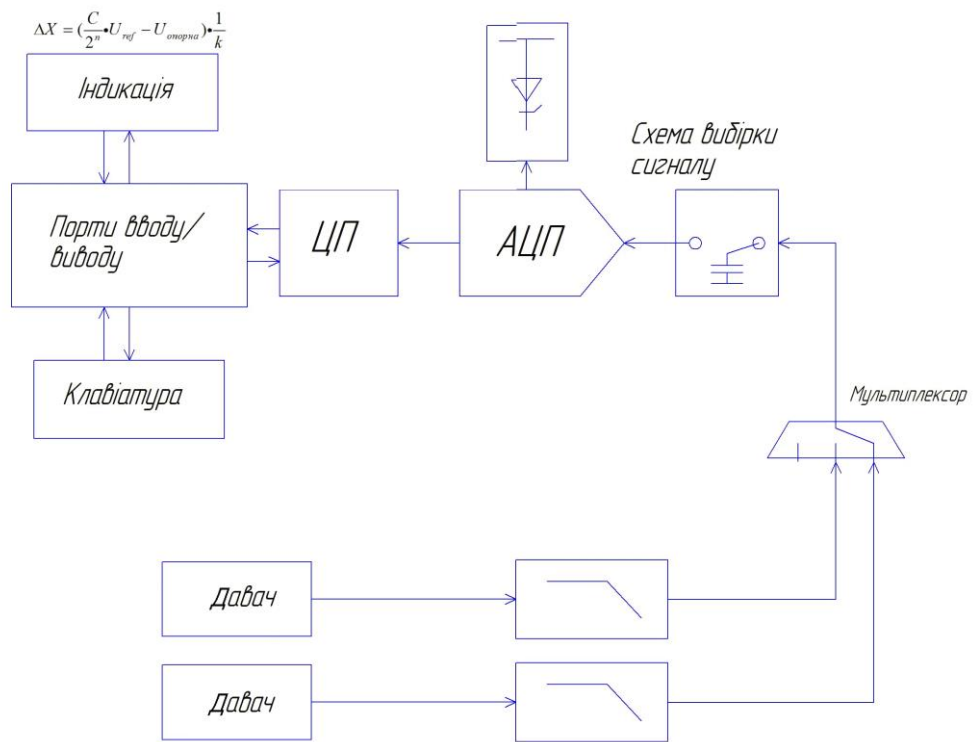 ΔX = (C/2ⁿ • U_ref − U_опорна) • 1/k
Індикація
Схема вибірки
сигналу
Порти вводу/
виводу
ЦП
АЦП
Клавіатура
Мультиплексор
Давач
Давач